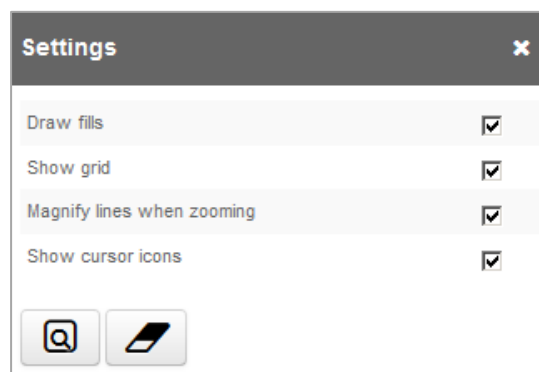 Settings
Draw fills
Show grid
Magnify lines when zooming
Show cursor icons